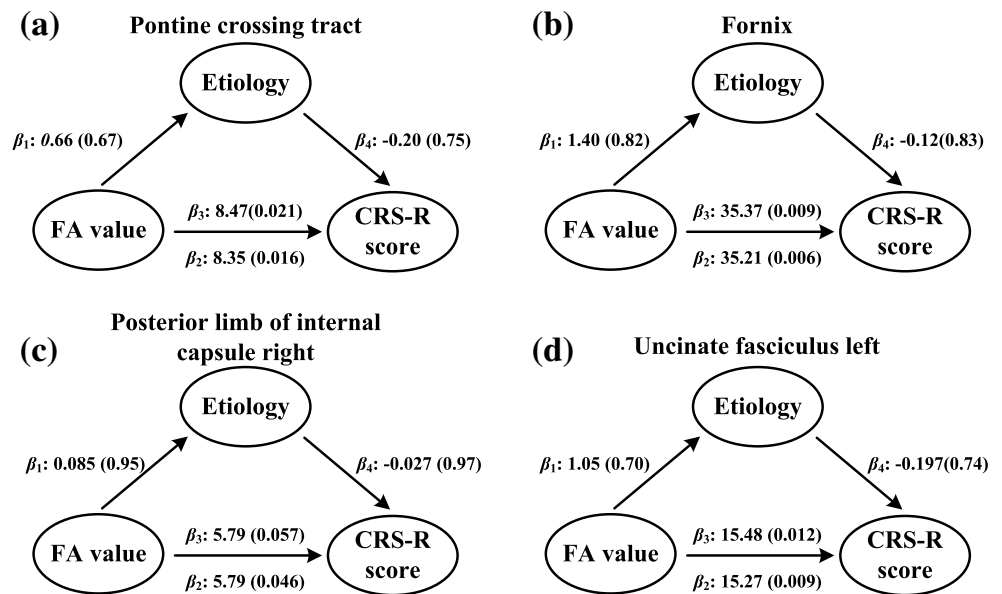 (a) Pontine crossing tract
Etiology
β1: 0.66 (0.67)
β4: -0.20 (0.75)
FA value
β3: 8.47(0.021)
β2: 8.35 (0.016)
CRS-R
score
(b) Fornix
Etiology
β1: 1.40 (0.82)
β4: -0.12(0.83)
FA value
β3: 35.37 (0.009)
β2: 35.21 (0.006)
CRS-R
score
(c) Posterior limb of internal
capsule right
Etiology
β1: 0.085 (0.95)
β4: -0.027 (0.97)
FA value
β3: 5.79 (0.057)
β2: 5.79 (0.046)
CRS-R
score
(d) Uncinate fasciculus left
Etiology
β1: 1.05 (0.70)
β4: -0.197(0.74)
FA value
β3: 15.48 (0.012)
β2: 15.27 (0.009)
CRS-R
score